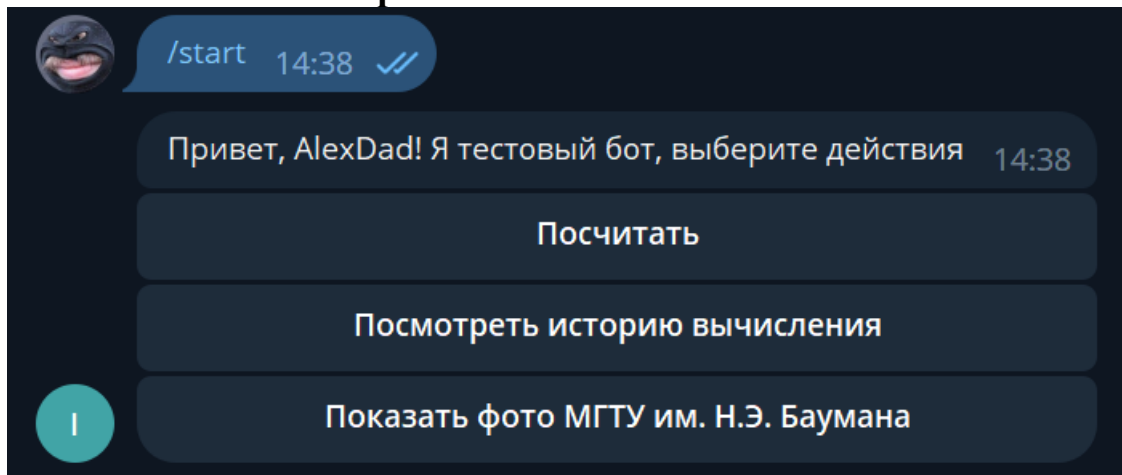 /start 14:38
Привет, AlexDad! Я тестовый бот, выберите действия 14:38
Посчитать
Посмотреть историю вычисления
Показать фото МГТУ им. Н.Э. Баумана
I